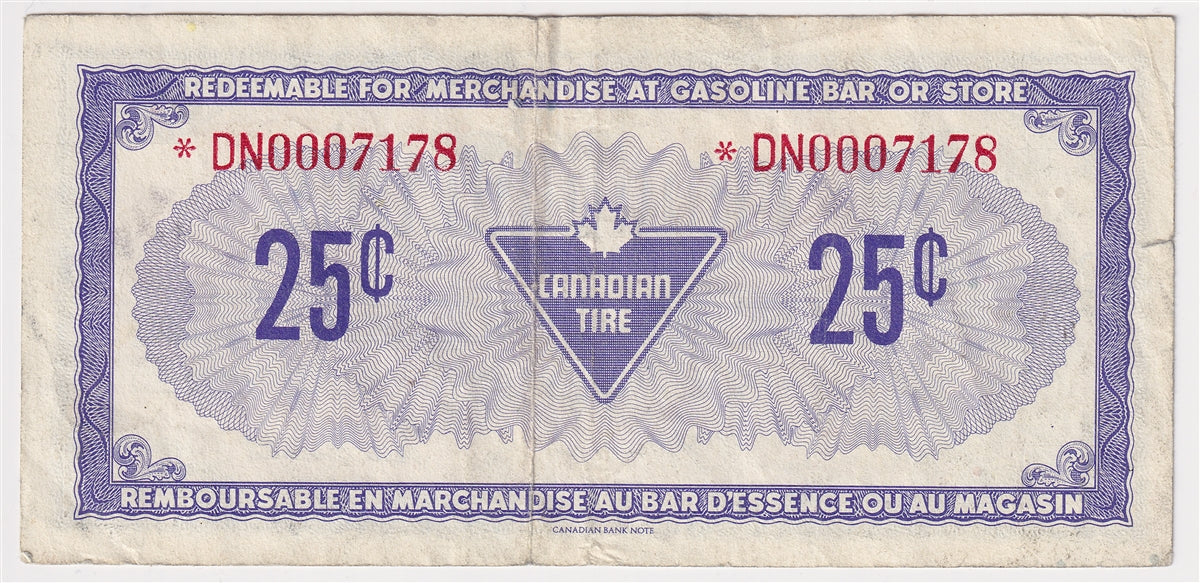 REDEEMABLE FOR MERCHANDISE AT GASOLINE BAR OR STORE
* DN0007178 * DN0007178
25¢ 25¢
CANADIAN
TIRE
REMBOURSABLE EN MARCHANDISE AU BAR D'ESSENCE OU AU MAGASIN
CANADIAN BANK NOTE